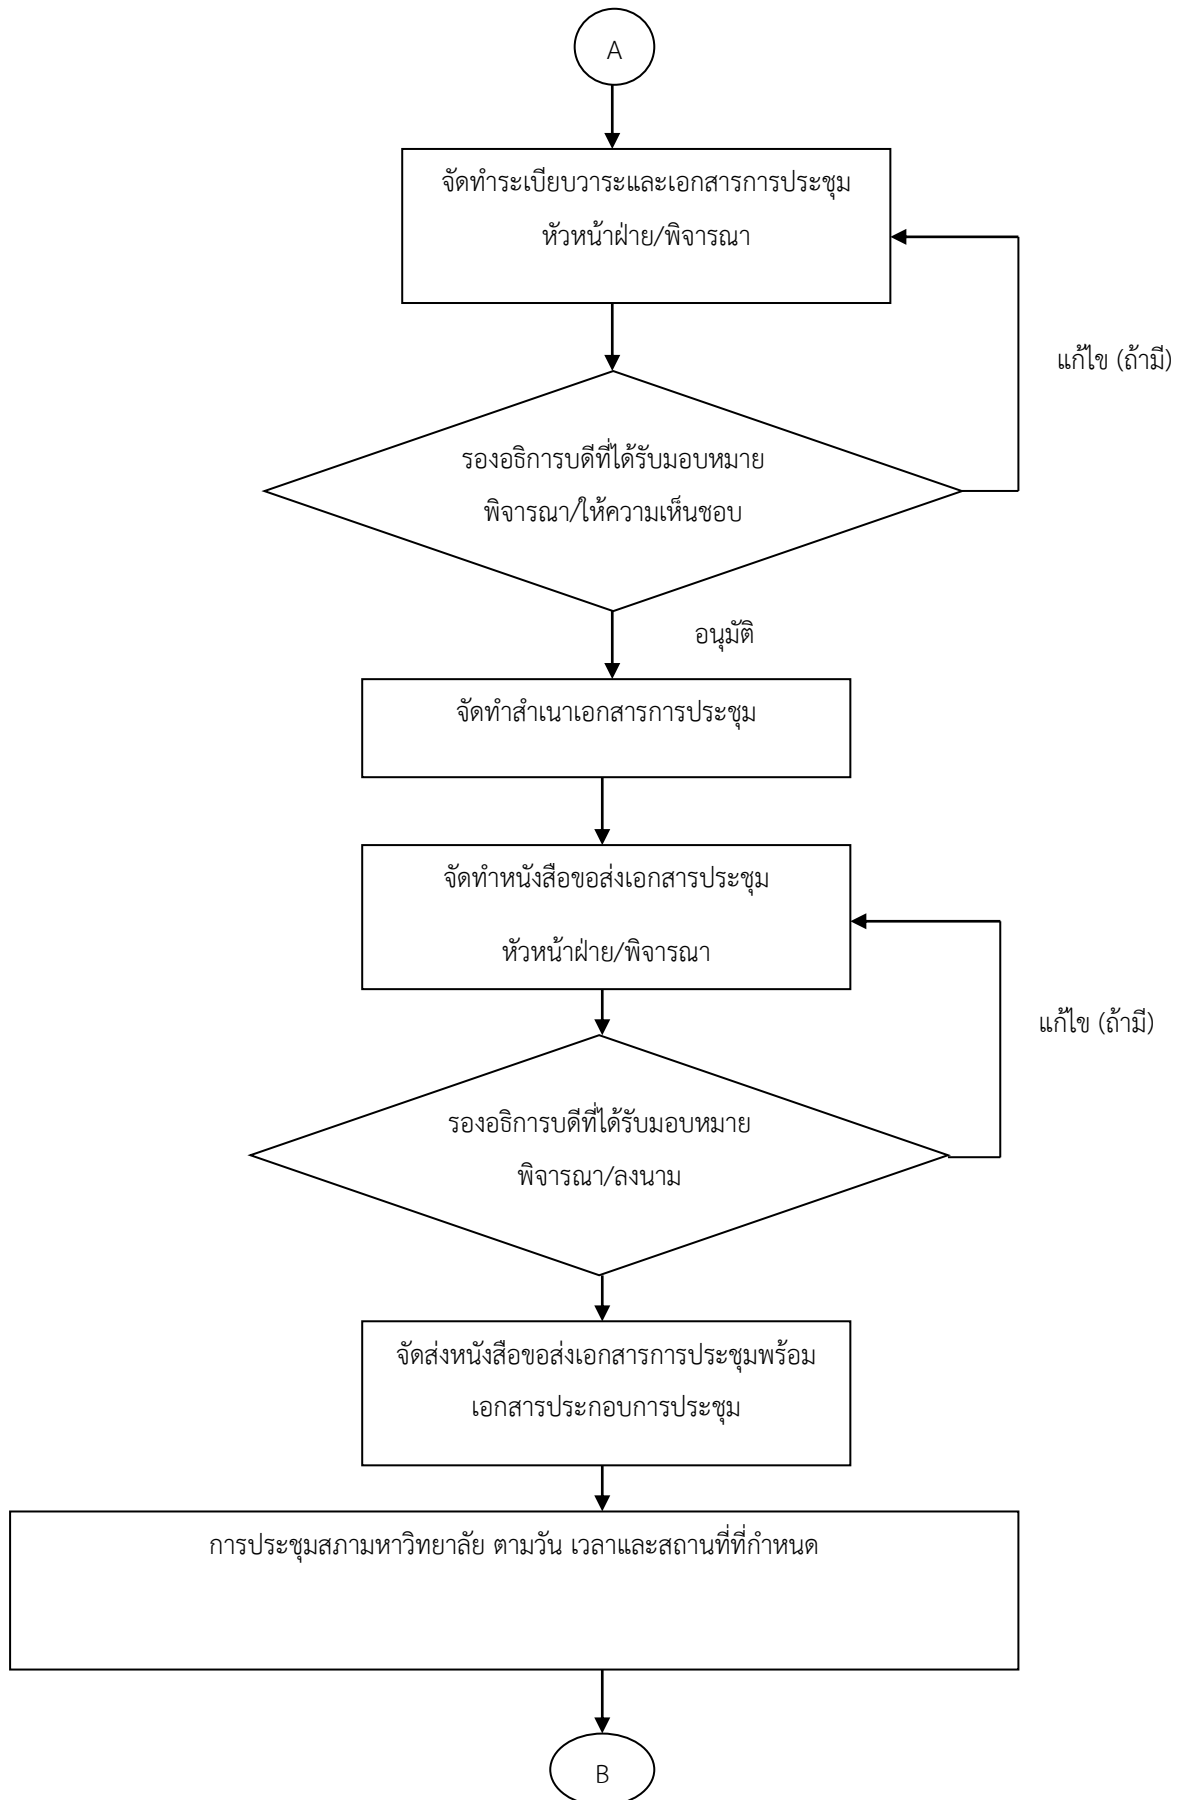 A
จัดทำระเบียบวาระและเอกสารการประชุม
หัวหน้าฝ่าย/พิจารณา
แก้ไข (ถ้ามี)
รองอธิการบดีที่ได้รับมอบหมาย
พิจารณา/ให้ความเห็นชอบ
อนุมัติ
จัดทำสำเนาเอกสารการประชุม
จัดทำหนังสือขอส่งเอกสารประชุม
หัวหน้าฝ่าย/พิจารณา
แก้ไข (ถ้ามี)
รองอธิการบดีที่ได้รับมอบหมาย
พิจารณา/ลงนาม
จัดส่งหนังสือขอส่งเอกสารการประชุมพร้อม
เอกสารประกอบการประชุม
การประชุมสภามหาวิทยาลัย ตามวัน เวลาและสถานที่ที่กำหนด
B